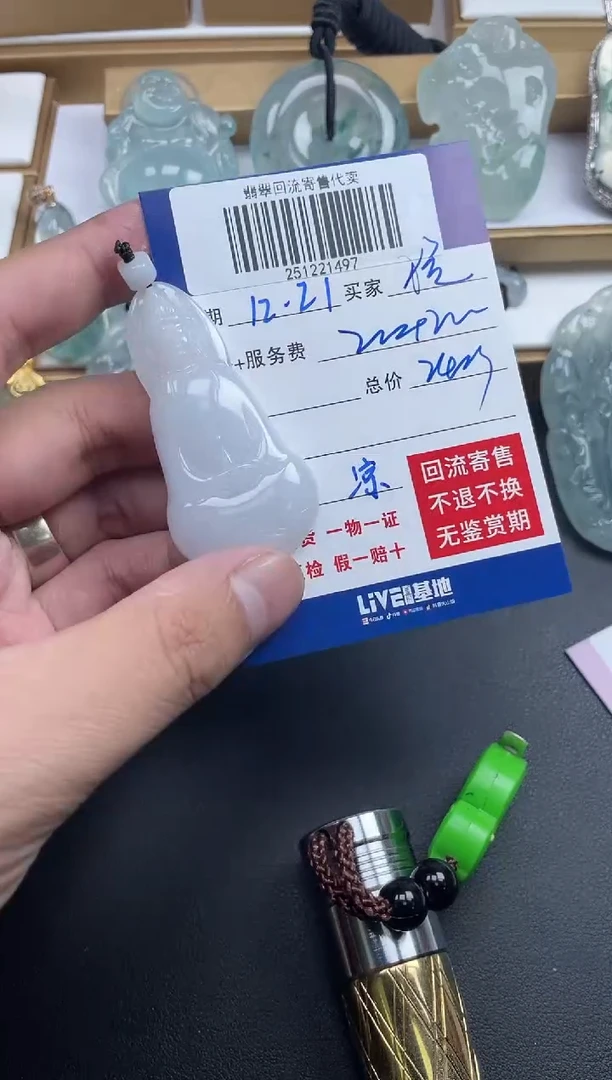 翡翠回流寄售代卖
251221497
期 12.21 买家
+服务费
总价
凉
回流寄售
不退不换
无鉴赏期
一物一证
检 假一赔十
LiVE 基地